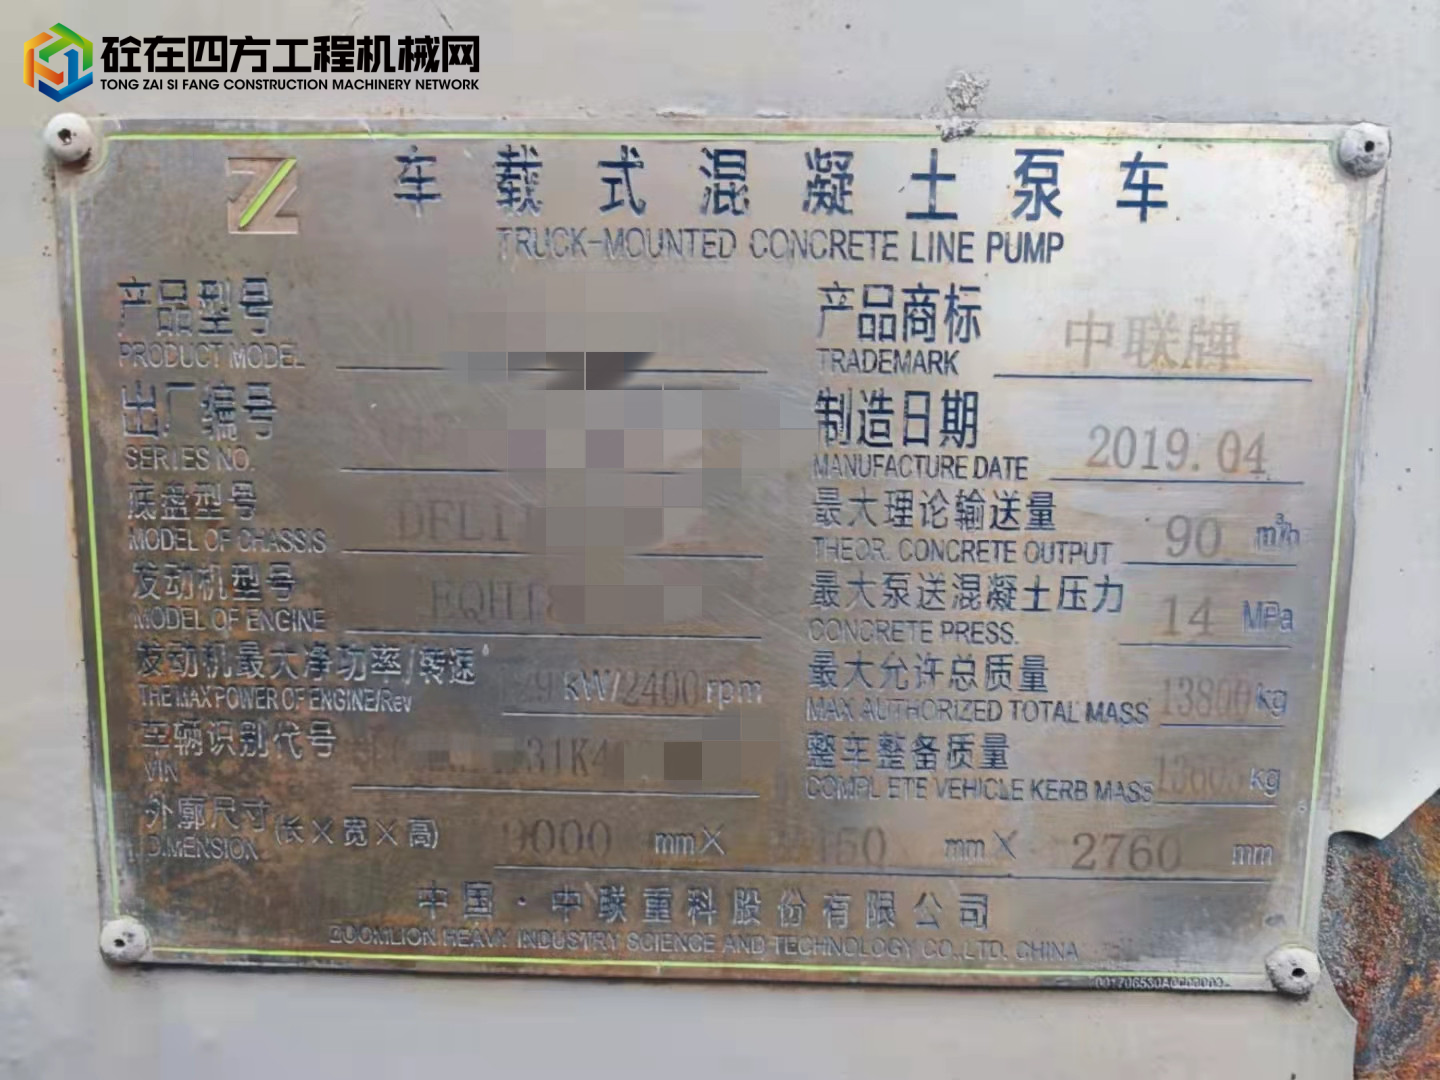 砼在四方工程机械网
TONG ZAI SI FANG CONSTRUCTION MACHINERY NETWORK
车载式混凝土泵车
TRUCK-MOUNTED CONCRETE LINE PUMP
产品型号
PRODUCT MODEL
产品商标 中联牌
TRADEMARK
出厂编号
SERIES NO.
制造日期 2019.04
MANUFACTURE DATE
底盘型号 DFL11
MODEL OF CHASSIS
最大理论输送量 90 m³/h
THEOR. CONCRETE OUTPUT
发动机型号 EQH18
MODEL OF ENGINE
最大泵送混凝土压力 14 MPa
CONCRETE PRESS.
发动机最大净功率/转速 kW/2400rpm
THE MAX POWER OF ENGINE/Rev
最大允许总质量 13800kg
MAX AUTHORIZED TOTAL MASS
车辆识别代号 31K4
VIN
整车整备质量 kg
COMPLETE VEHICLE KERB MASS
外廓尺寸(长×宽×高) 9000 mm× mm× 2760 mm
DIMENSION
中国·中联重科股份有限公司
ZOOMLION HEAVY INDUSTRY SCIENCE AND TECHNOLOGY CO.,LTD. CHINA